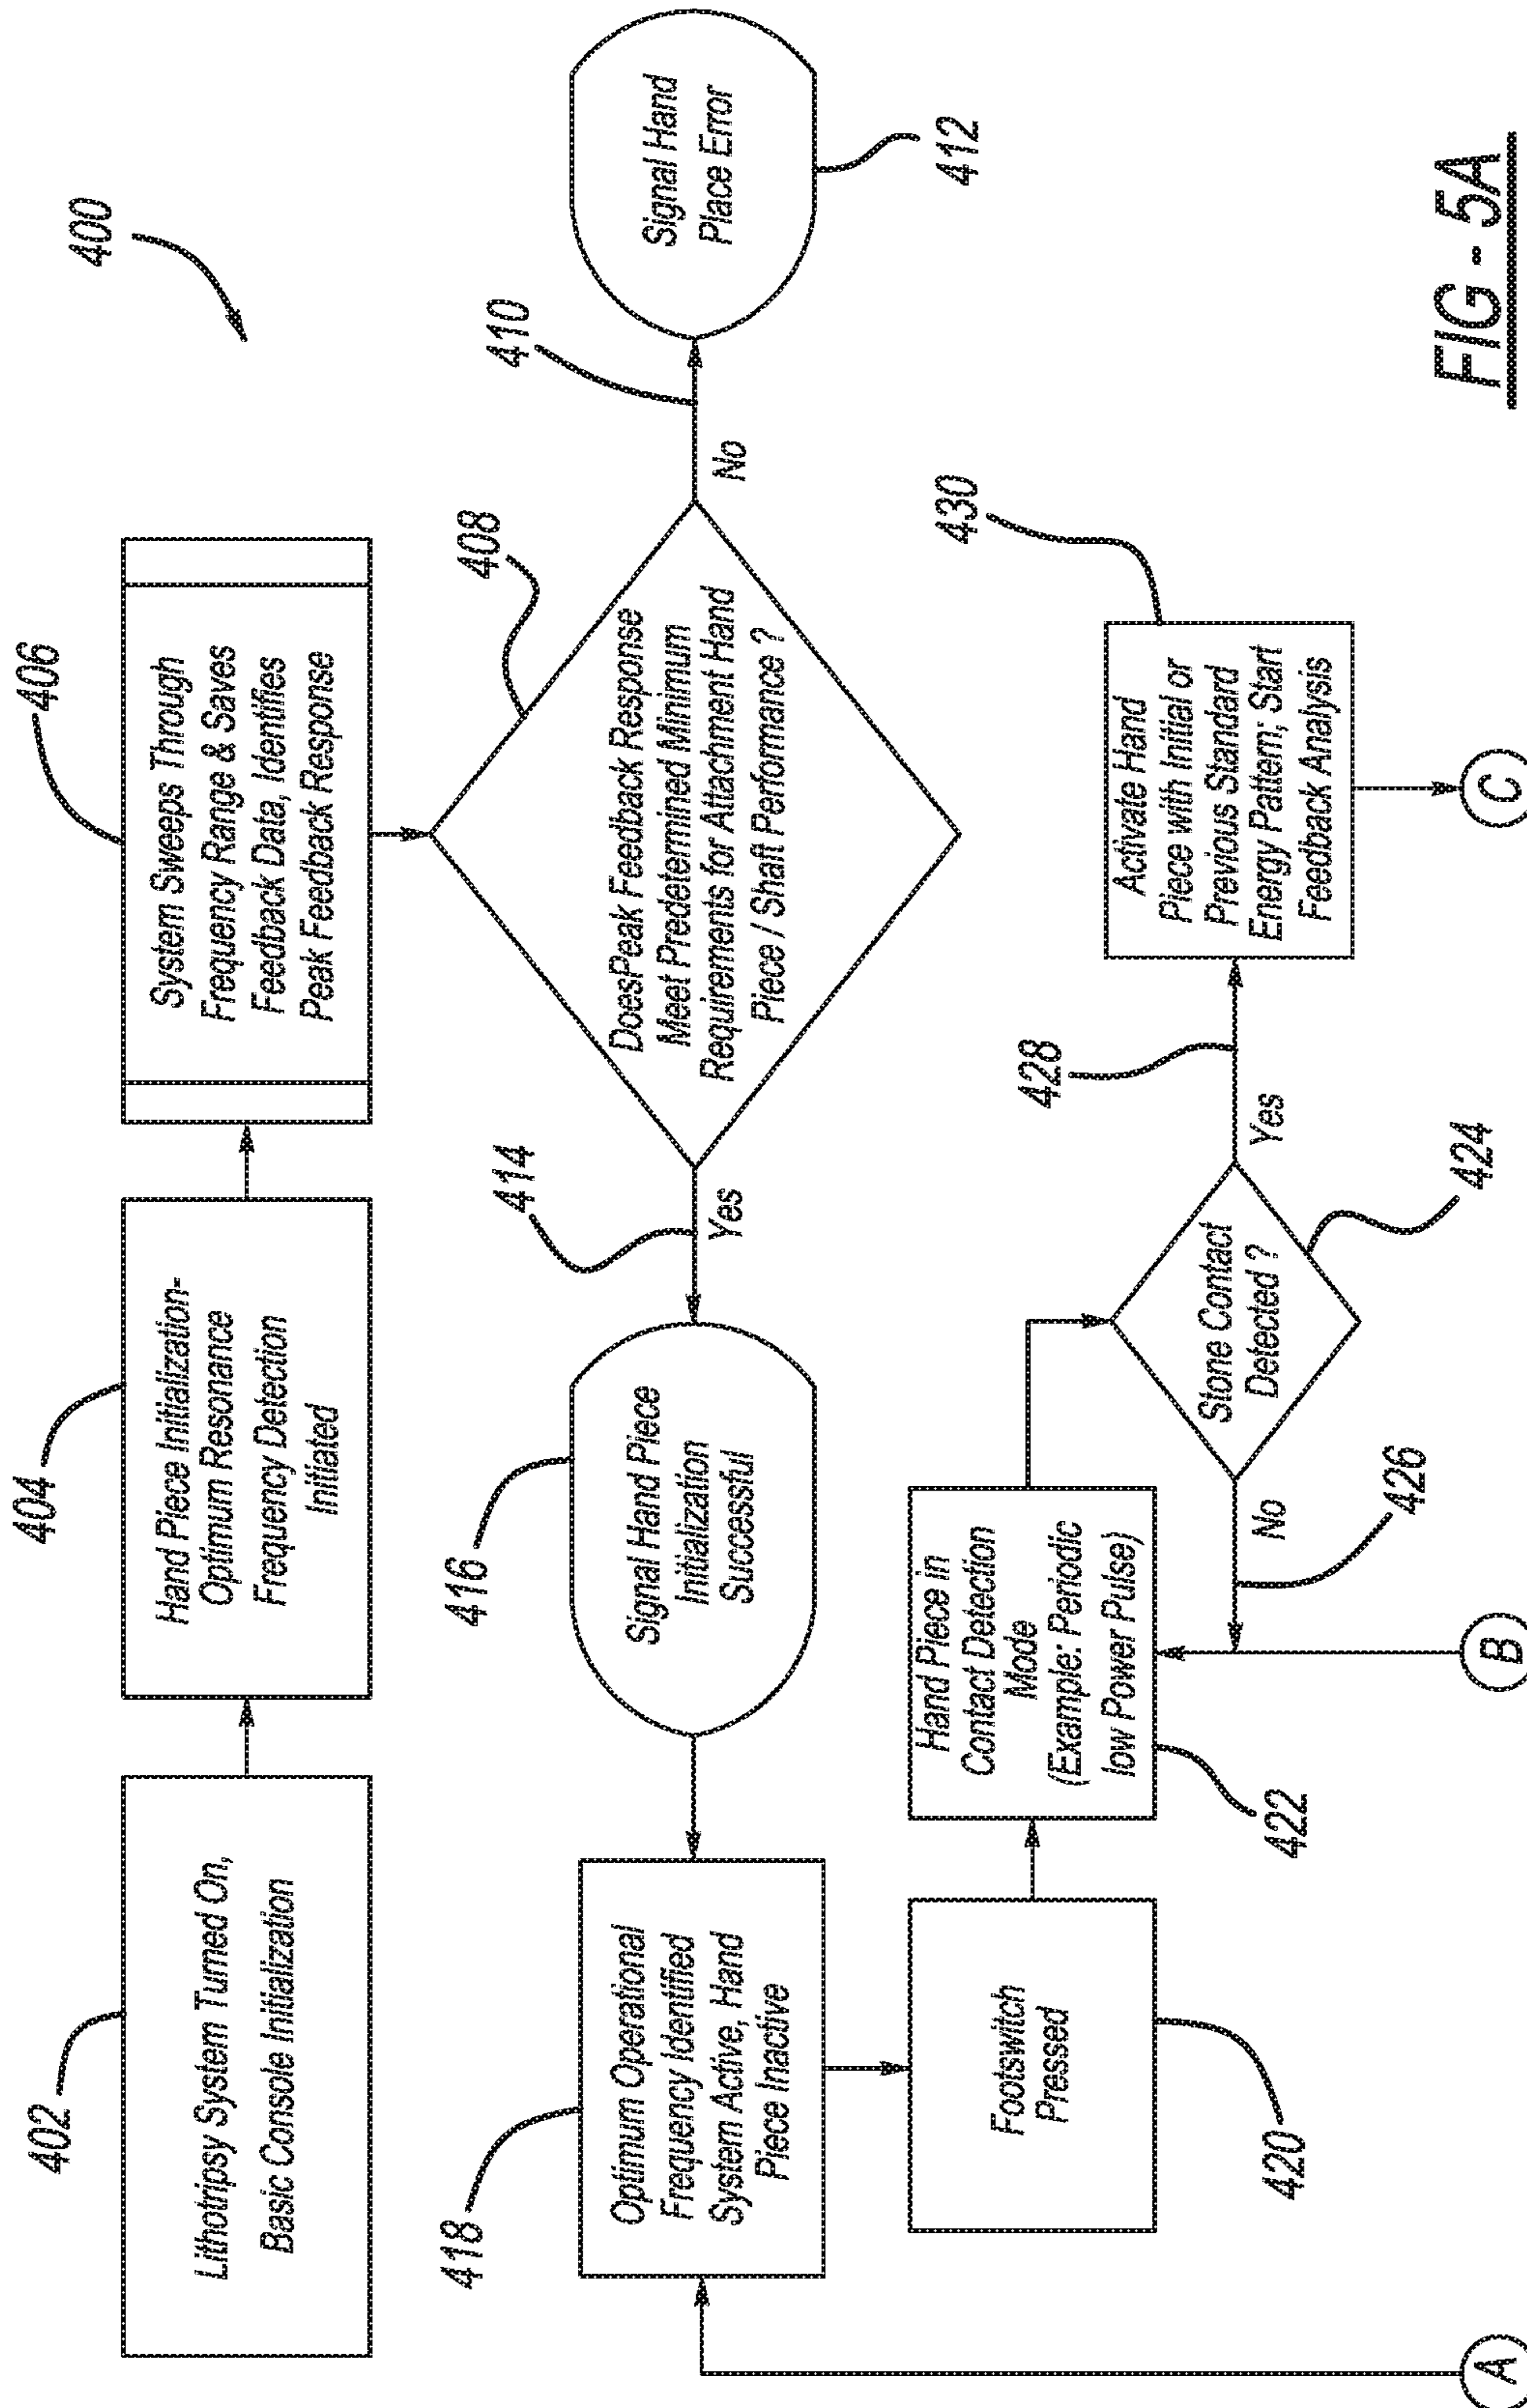 400
402
Lithotripsy System Turned On,
Basic Console Initialization
404
Hand Piece Initialization-
Optimum Resonance
Frequency Detection
Initiated
406
System Sweeps Through
Frequency Range & Saves
Feedback Data, Identifies
Peak Feedback Response
408
DoesPeak Feedback Response
Meet Predetermined Minimum
Requirements for Attachment Hand
Piece / Shaft Performance ?
410
No
412
Signal Hand
Place Error
414
Yes
416
Signal Hand Piece
Initialization
Successful
418
Optimum Operational
Frequency Identified
System Active, Hand
Piece Inactive
420
Footswitch
Pressed
422
Hand Piece in
Contact Detection
Mode
(Example: Periodic
low Power Pulse)
424
Stone Contact
Detected ?
426
No
428
Yes
430
Activate Hand
Piece with Initial or
Previous Standard
Energy Pattern; Start
Feedback Analysis
A
B
C
FIG - 5A